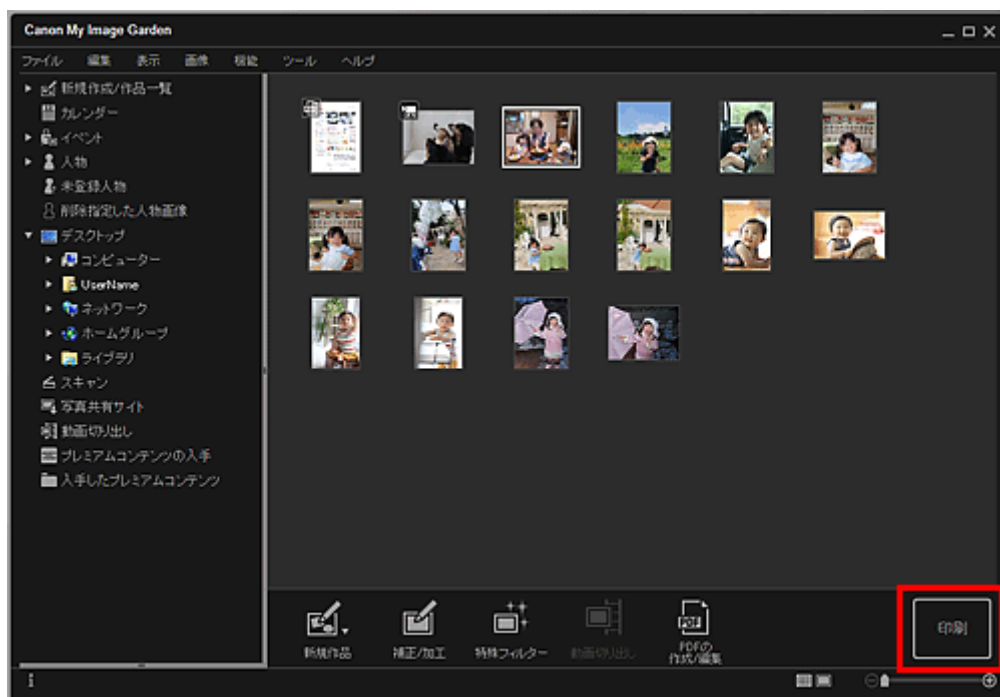 Canon My Image Garden
ファイル 編集 表示 画像 機能 ツール ヘルプ
新規作成/作品一覧
カレンダー
イベント
人物
未登録人物
削除指定した人物画像
デスクトップ
コンピューター
UserName
ネットワーク
ホームグループ
ライブラリ
スキャン
写真共有サイト
動画切り出し
プレミアムコンテンツの入手
入手したプレミアムコンテンツ
新規作品 補正/加工 特殊フィルター 動画切り出し PDF PDFの
作成/編集
印刷